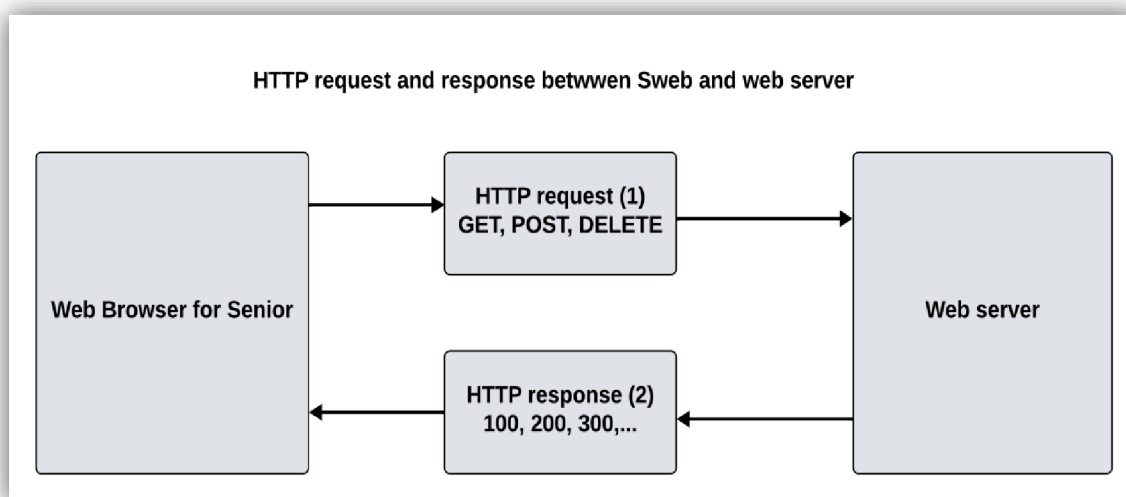 HTTP request and response betwwen Sweb and web server
HTTP request (1)
GET, POST, DELETE
Web Browser for Senior
Web server
HTTP response (2)
100, 200, 300,...